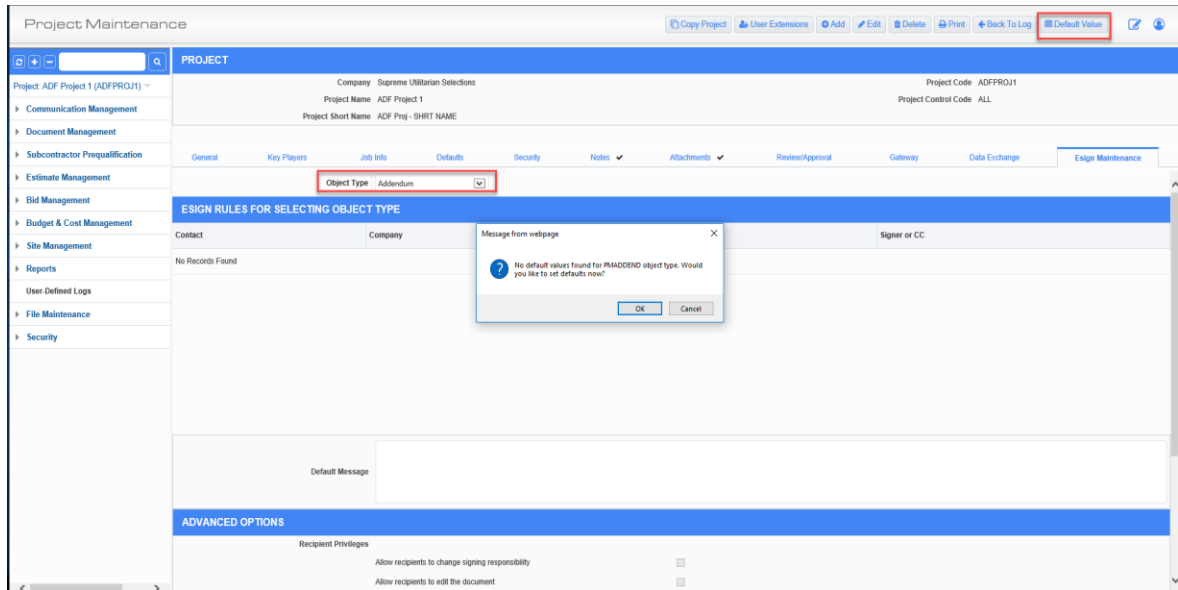 Project Maintenance
Copy Project User Extensions Add Edit Delete Print Back To Log Default Value
Project: ADF Project 1 (ADFPROJ1)
Communication Management
Document Management
Subcontractor Prequalification
Estimate Management
Bid Management
Budget & Cost Management
Site Management
Reports
User-Defined Logs
File Maintenance
Security
PROJECT
Company Supreme Utilitarian Selections Project Code ADFPROJ1
Project Name ADF Project 1 Project Control Code ALL
Project Short Name ADF Proj - SHRT NAME
General Key Players Job Info Defaults Security Notes Attachments Review/Approval Gateway Data Exchange Esign Maintenance
Object Type Addendum
ESIGN RULES FOR SELECTING OBJECT TYPE
Contact Company Signer or CC
No Records Found
Message from webpage
No default values found for PMADDEND object type. Would
you like to set defaults now?
OK Cancel
Default Message
ADVANCED OPTIONS
Recipient Privileges
Allow recipients to change signing responsibility
Allow recipients to edit the document